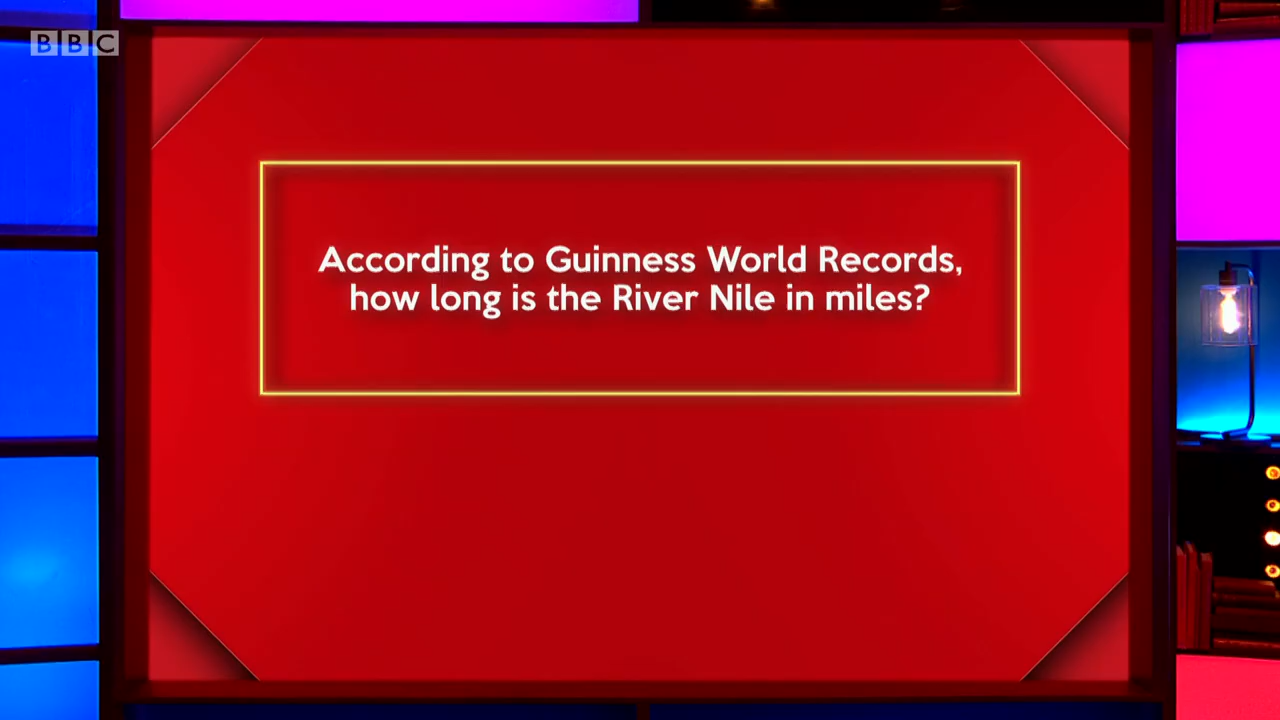 BBC
According to Guinness World Records,
how long is the River Nile in miles?